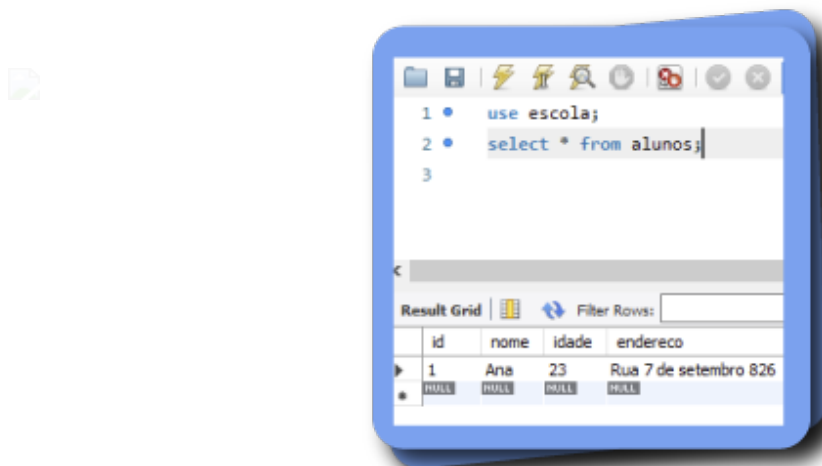 1 use escola;
2 select * from alunos;
3
Result Grid Filter Rows:
id nome idade endereco
1 Ana 23 Rua 7 de setembro 826
NULL NULL NULL NULL